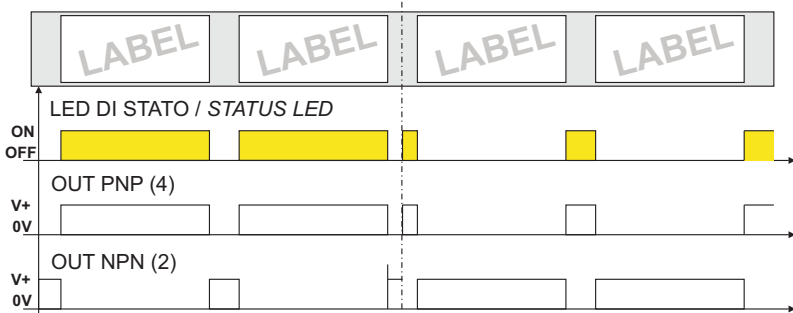 LABEL LABEL LABEL LABEL
LED DI STATO / STATUS LED
ON
OFF
OUT PNP (4)
V+
0V
OUT NPN (2)
V+
0V